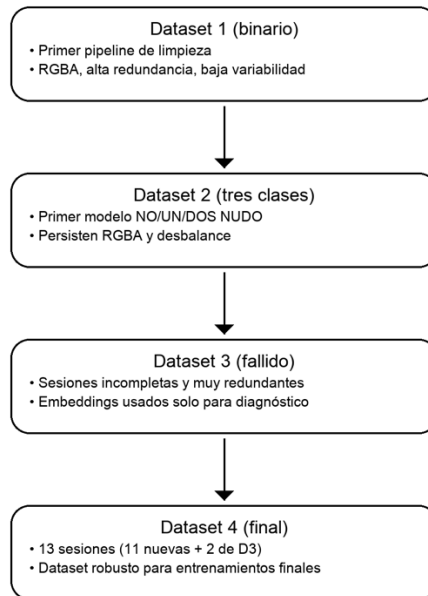 Dataset 1 (binario)
• Primer pipeline de limpieza
• RGBA, alta redundancia, baja variabilidad
Dataset 2 (tres clases)
• Primer modelo NO/UN/DOS NUDO
• Persisten RGBA y desbalance
Dataset 3 (fallido)
• Sesiones incompletas y muy redundantes
• Embeddings usados solo para diagnóstico
Dataset 4 (final)
• 13 sesiones (11 nuevas + 2 de D3)
• Dataset robusto para entrenamientos finales